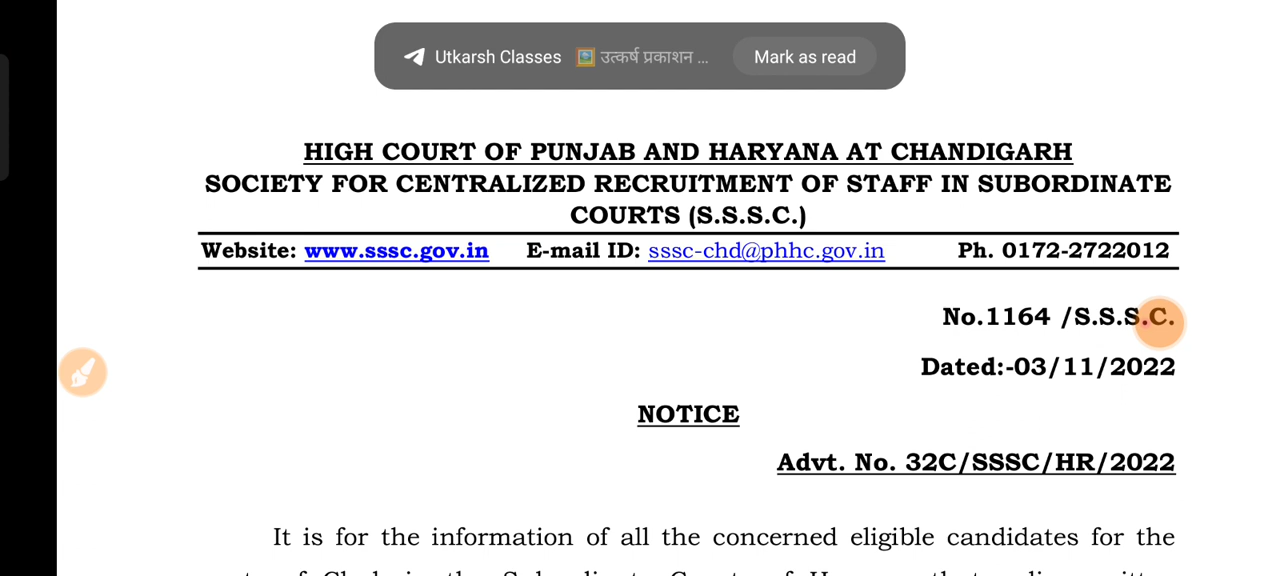 Utkarsh Classes उत्कर्ष प्रकाशन ... Mark as read
HIGH COURT OF PUNJAB AND HARYANA AT CHANDIGARH
SOCIETY FOR CENTRALIZED RECRUITMENT OF STAFF IN SUBORDINATE
COURTS (S.S.S.C.)
Website: www.sssc.gov.in E-mail ID: sssc-chd@phhc.gov.in Ph. 0172-2722012
No.1164 /S.S.S.C.
Dated:-03/11/2022
NOTICE
Advt. No. 32C/SSSC/HR/2022
It is for the information of all the concerned eligible candidates for the